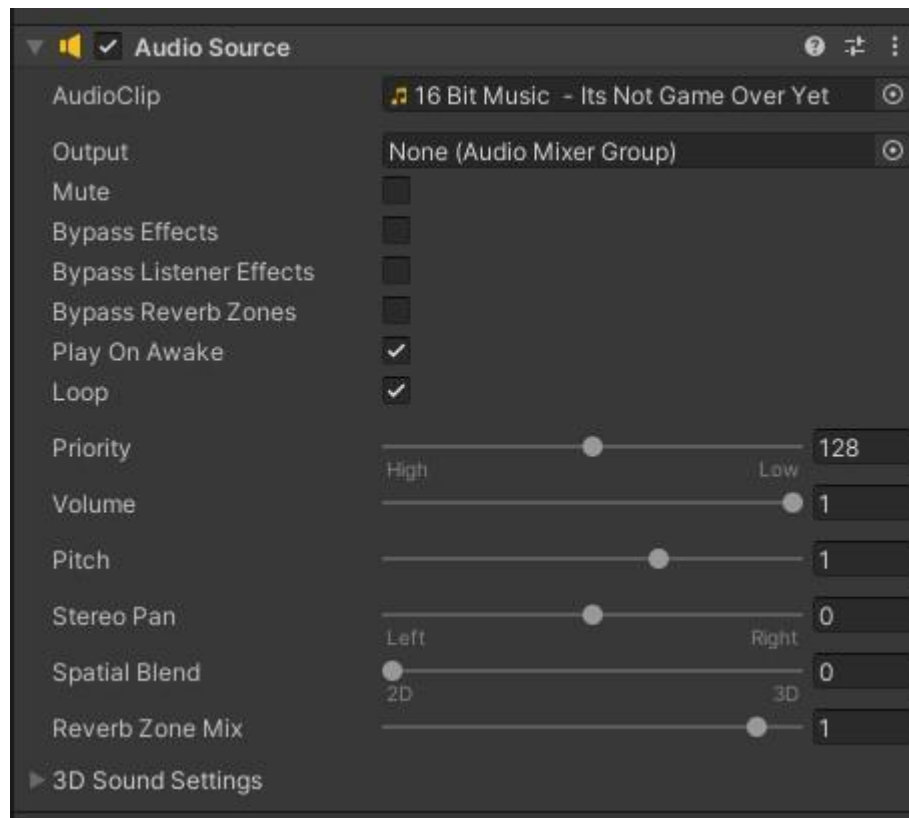 Audio Source
AudioClip 16 Bit Music - Its Not Game Over Yet
Output None (Audio Mixer Group)
Mute
Bypass Effects
Bypass Listener Effects
Bypass Reverb Zones
Play On Awake
Loop
Priority 128
High Low
Volume 1
Pitch 1
Stereo Pan 0
Left Right
Spatial Blend 0
2D 3D
Reverb Zone Mix 1
3D Sound Settings